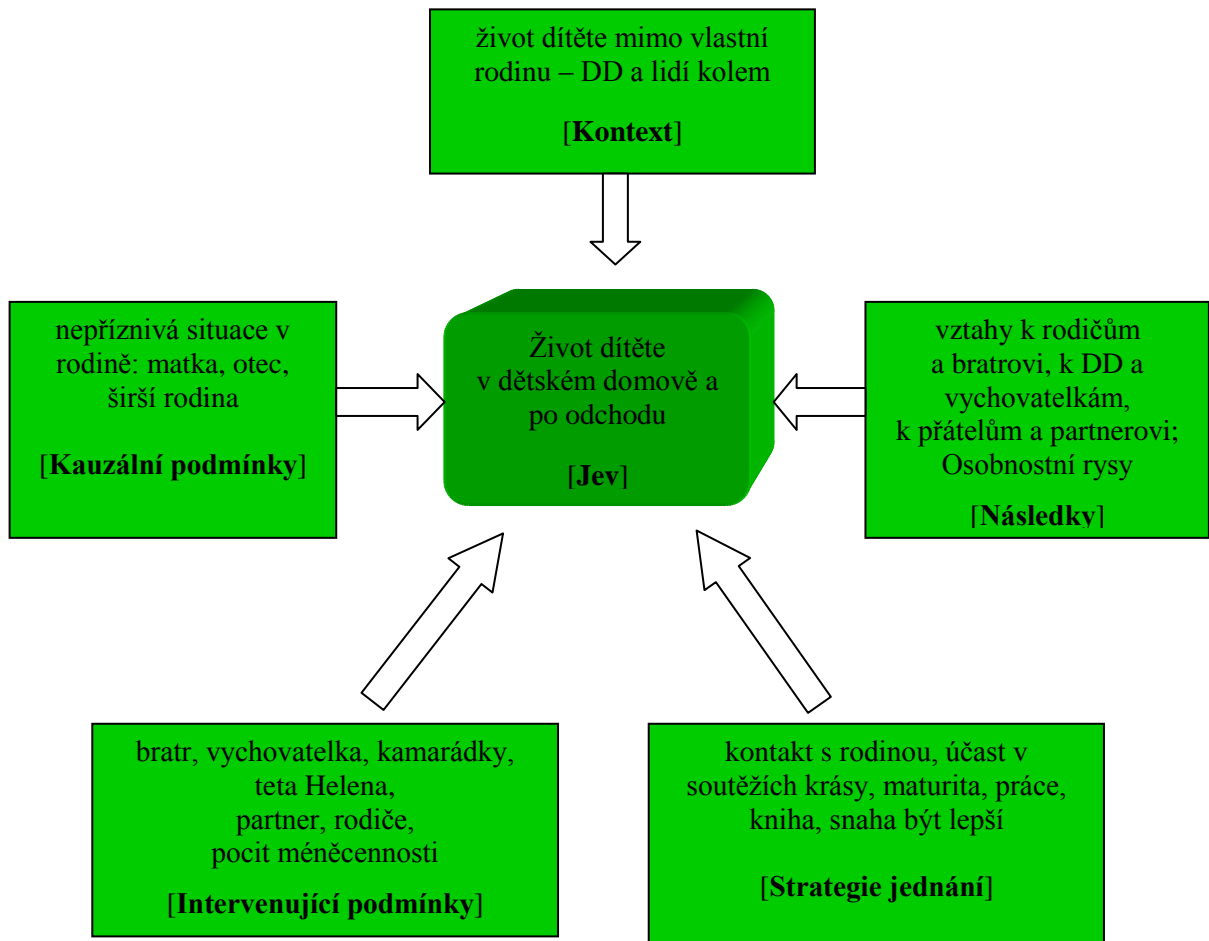 život dítěte mimo vlastní
rodinu – DD a lidí kolem
[Kontext]
nepříznivá situace v
rodině: matka, otec,
širší rodina
[Kauzální podmínky]
Život dítěte
v dětském domově a
po odchodu
[Jev]
vztahy k rodičům
a bratrovi, k DD a
vychovatelkám,
k přátelům a partnerovi;
Osobnostní rysy
[Následky]
bratr, vychovatelka, kamarádky,
teta Helena,
partner, rodiče,
pocit méněcennosti
[Intervenující podmínky]
kontakt s rodinou, účast v
soutěžích krásy, maturita, práce,
kniha, snaha být lepší
[Strategie jednání]